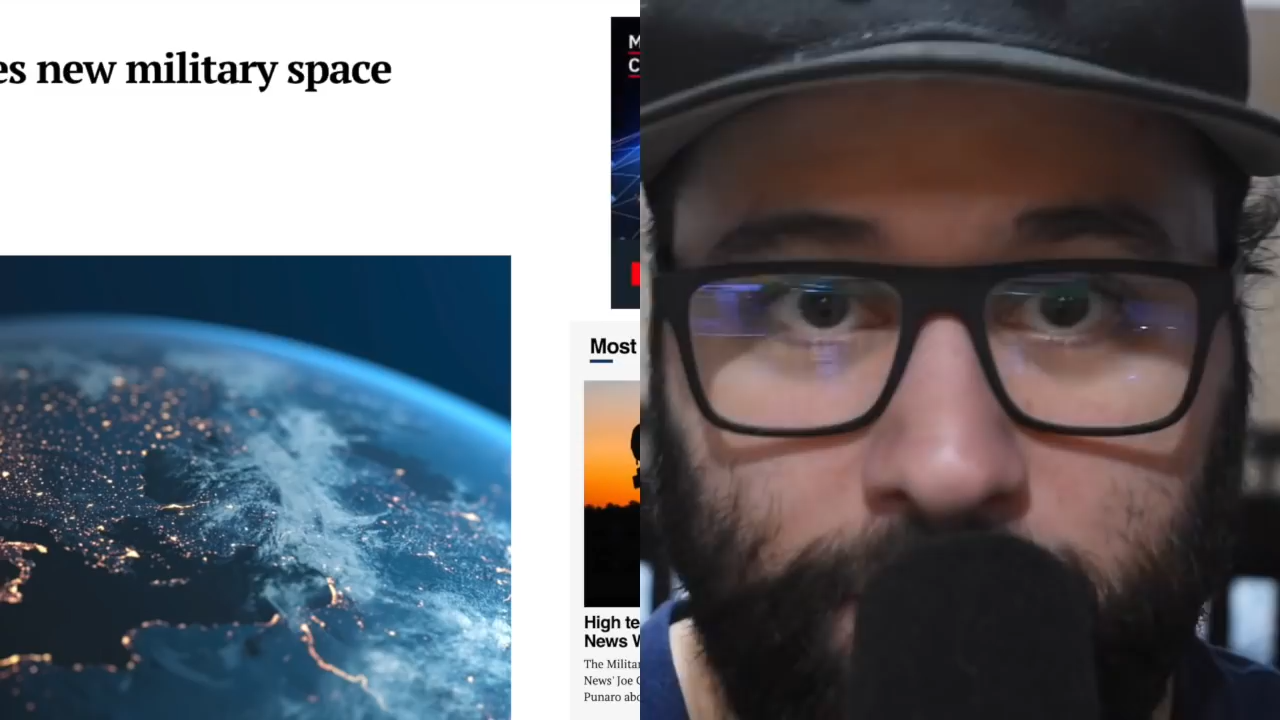 es new military space
M
C
Most
High te
News W
The Militar
News' Joe G
Punaro abo